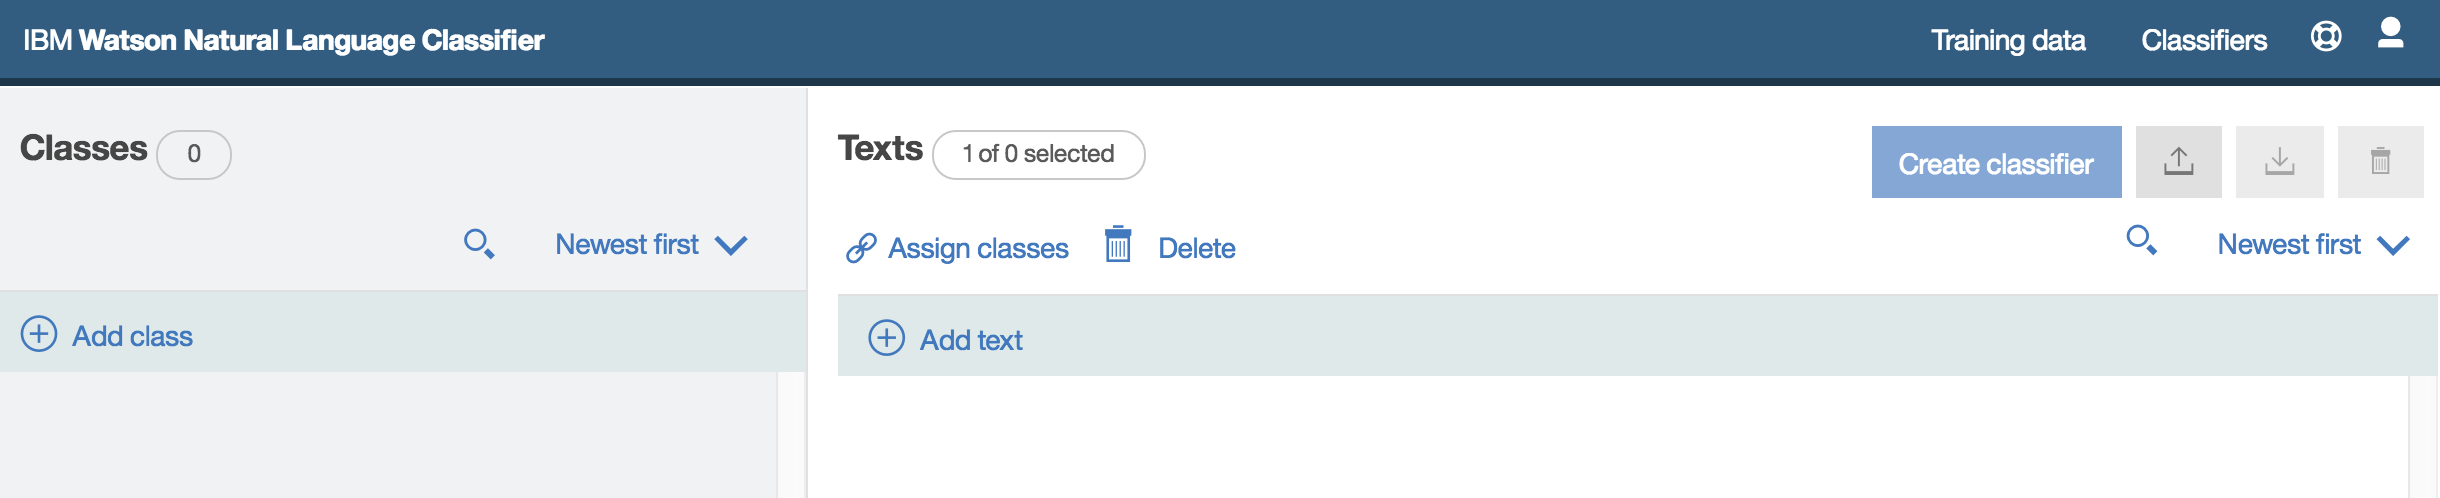 IBM Watson Natural Language Classifier
Training data
Classifiers
Classes 0
Newest first
Add class
Texts 1 of 0 selected
Create classifier
Assign classes
Delete
Newest first
Add text